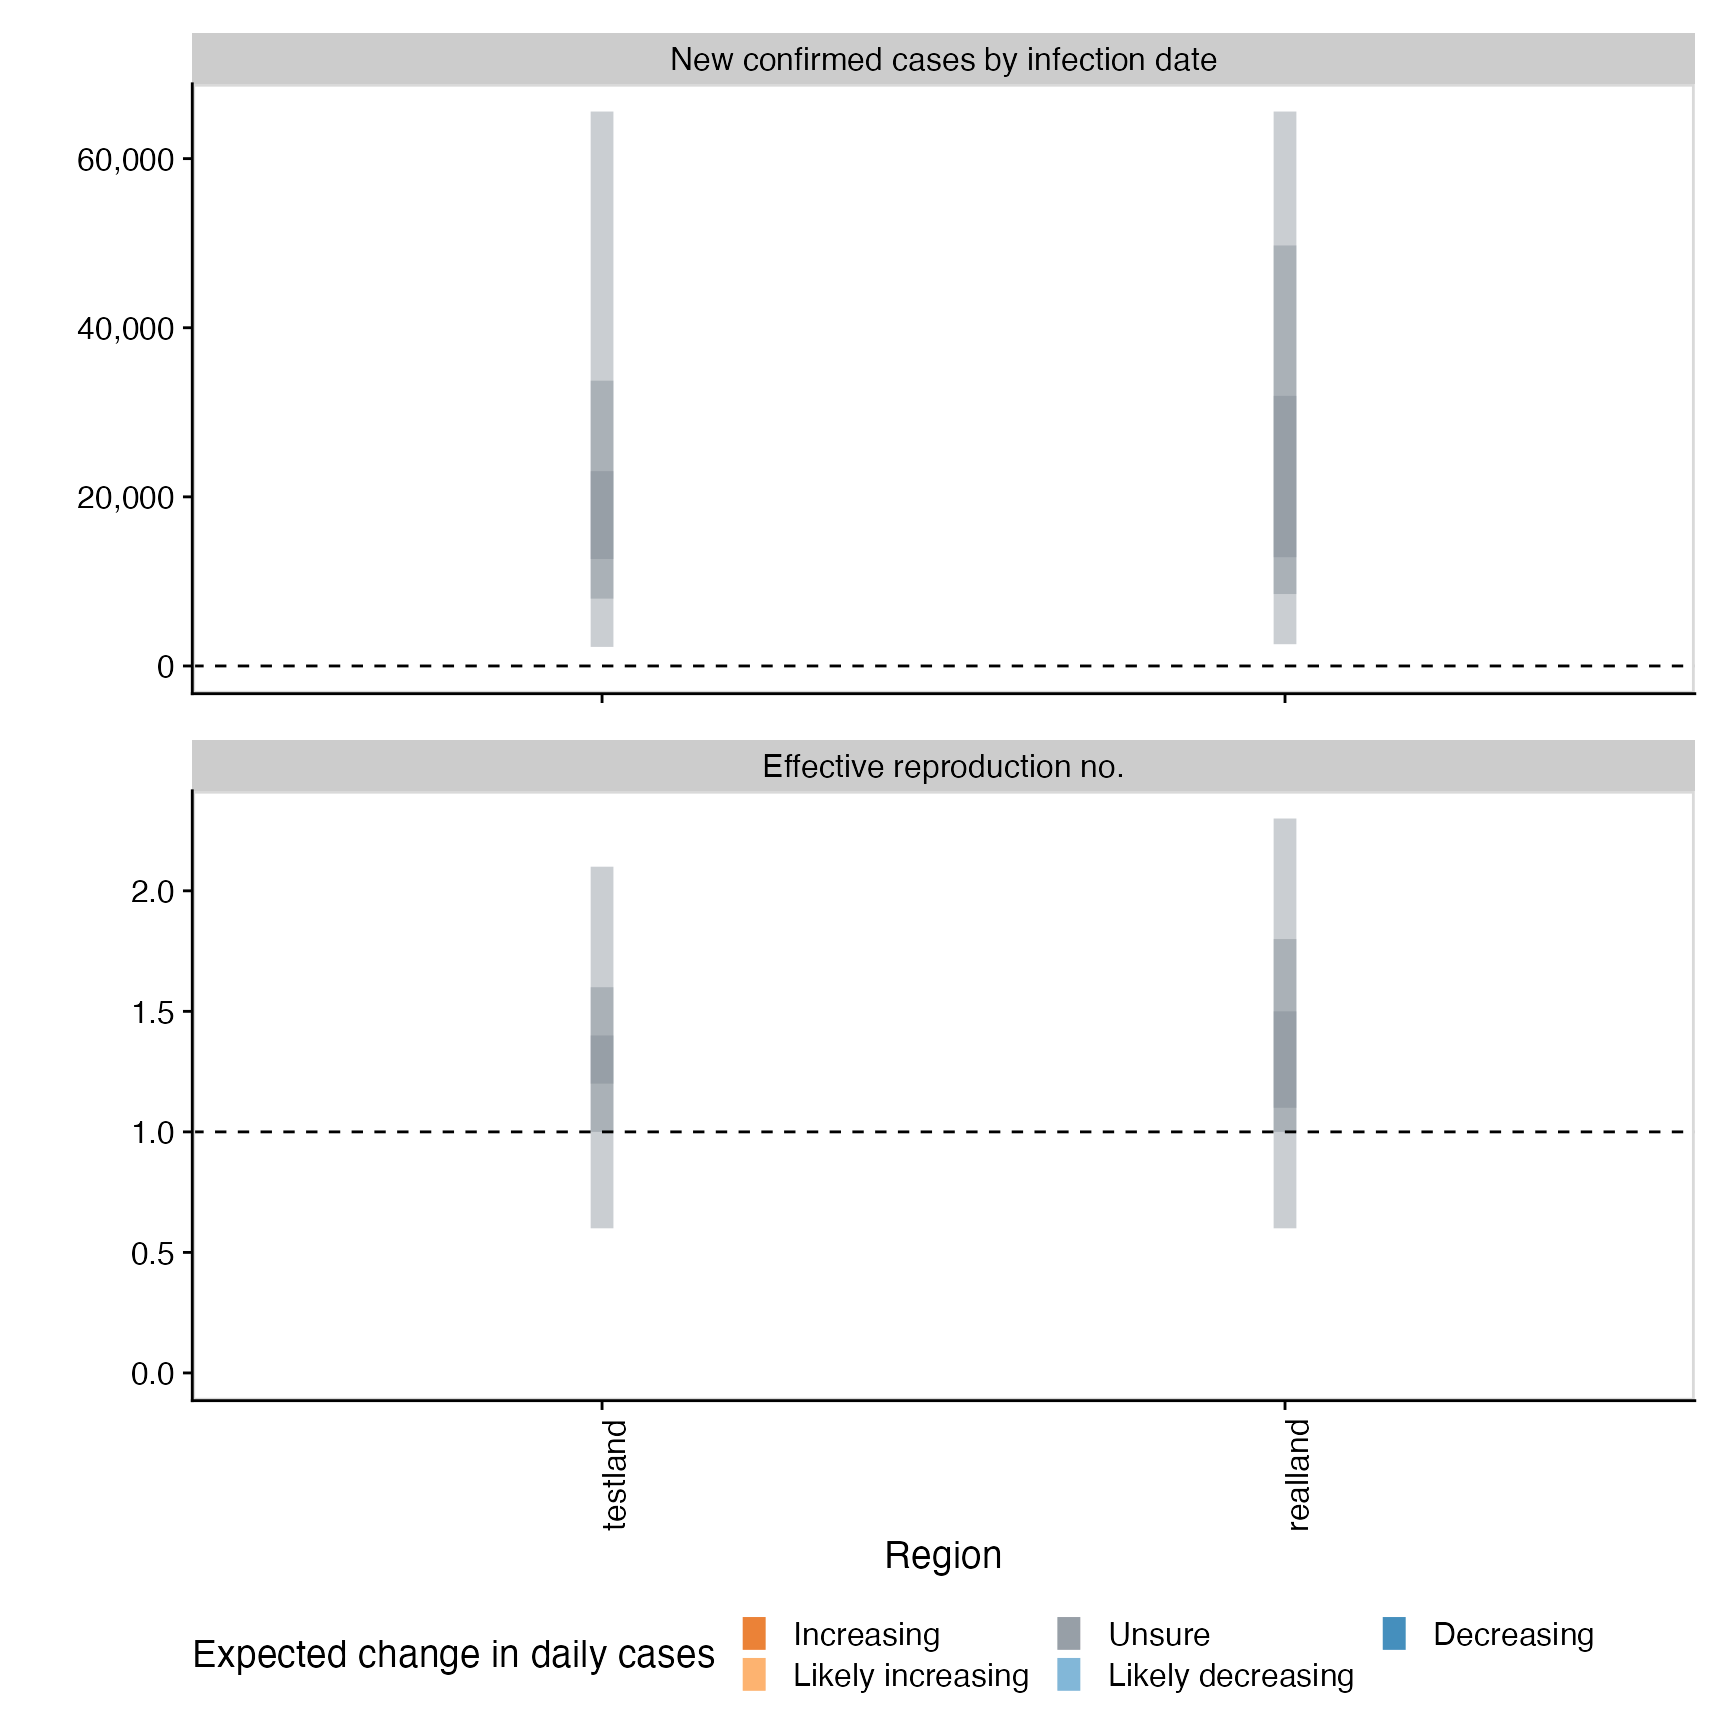 New confirmed cases by infection date
60,000
40,000
20,000
0
Effective reproduction no.
2.0
1.5
1.0
0.5
0.0
testland
realland
Region
Expected change in daily cases
Increasing
Unsure
Decreasing
Likely increasing
Likely decreasing